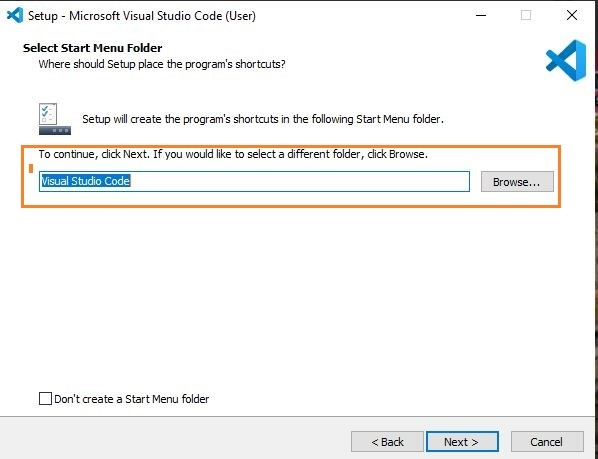 Setup - Microsoft Visual Studio Code (User)
Select Start Menu Folder
Where should Setup place the program's shortcuts?
Setup will create the program's shortcuts in the following Start Menu folder.
To continue, click Next. If you would like to select a different folder, click Browse.
Visual Studio Code
Browse...
Don't create a Start Menu folder
< Back
Next >
Cancel